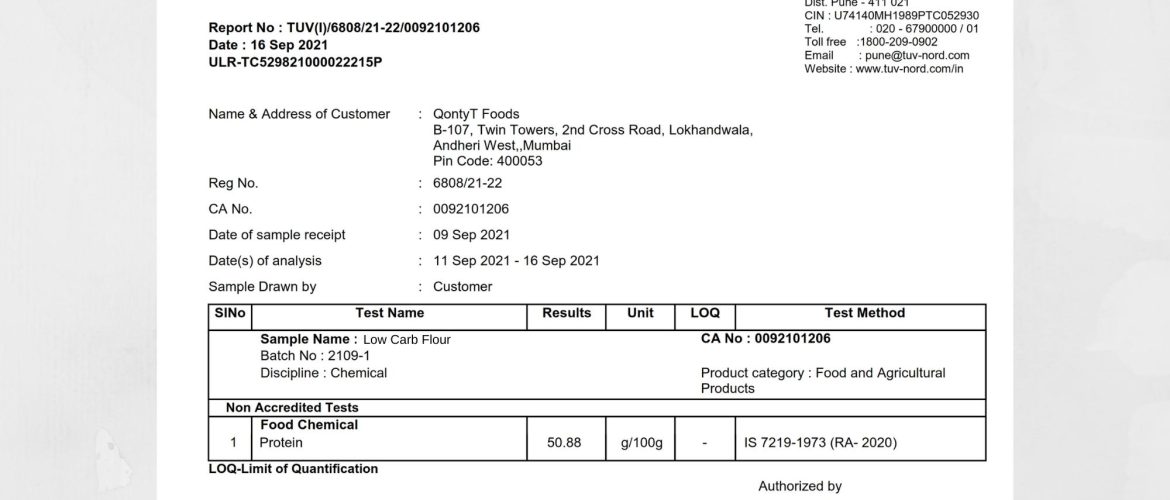 Dist. Pune - 411 021
CIN : U74140MH1989PTC052930
Tel. : 020 - 67900000 / 01
Toll free :1800-209-0902
Email : pune@tuv-nord.com
Website : www.tuv-nord.com/in
Report No : TUV(I)/6808/21-22/0092101206
Date : 16 Sep 2021
ULR-TC529821000022215P
Name & Address of Customer : QontyT Foods
B-107, Twin Towers, 2nd Cross Road, Lokhandwala,
Andheri West,,Mumbai
Pin Code: 400053
Reg No. : 6808/21-22
CA No. : 0092101206
Date of sample receipt : 09 Sep 2021
Date(s) of analysis : 11 Sep 2021 - 16 Sep 2021
Sample Drawn by : Customer
SlNo Test Name Results Unit LOQ Test Method
Sample Name : Low Carb Flour CA No : 0092101206
Batch No : 2109-1
Discipline : Chemical Product category : Food and Agricultural
Products
Non Accredited Tests
Food Chemical
1 Protein 50.88 g/100g - IS 7219-1973 (RA- 2020)
LOQ-Limit of Quantification
Authorized by